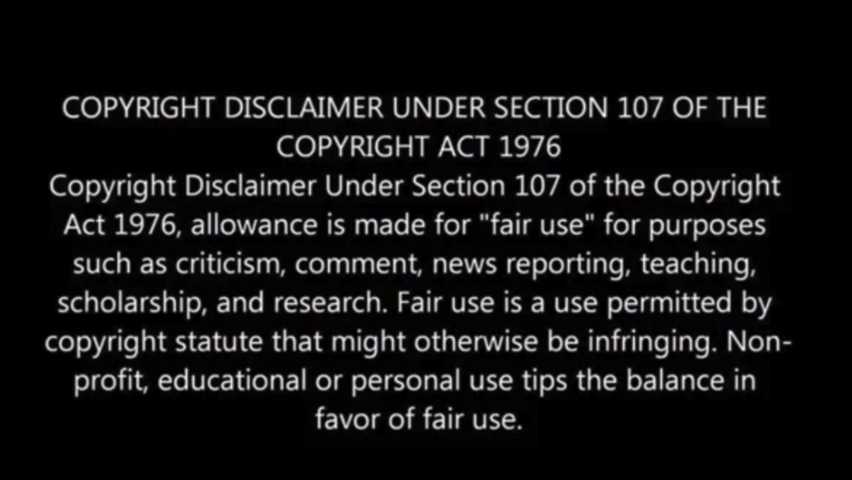 COPYRIGHT DISCLAIMER UNDER SECTION 107 OF THE
COPYRIGHT ACT 1976
Copyright Disclaimer Under Section 107 of the Copyright
Act 1976, allowance is made for "fair use" for purposes
such as criticism, comment, news reporting, teaching,
scholarship, and research. Fair use is a use permitted by
copyright statute that might otherwise be infringing. Non-
profit, educational or personal use tips the balance in
favor of fair use.